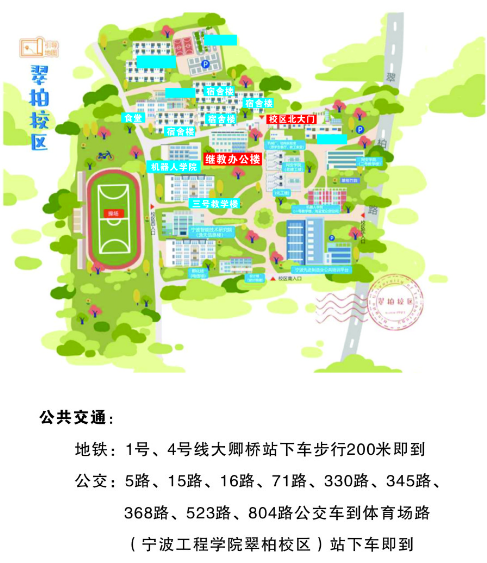 翠柏校区
宿舍楼
宿舍楼
食堂
宿舍楼
宿舍楼
校区北大门
机器人学院
继教办公楼
三号教学楼
操场
翠
柏
路
校区南入口
公共交通：
地铁：1号、4号线大卿桥站下车步行200米即到
公交：5路、15路、16路、71路、330路、345路、
368路、523路、804路公交车到体育场路
（宁波工程学院翠柏校区）站下车即到